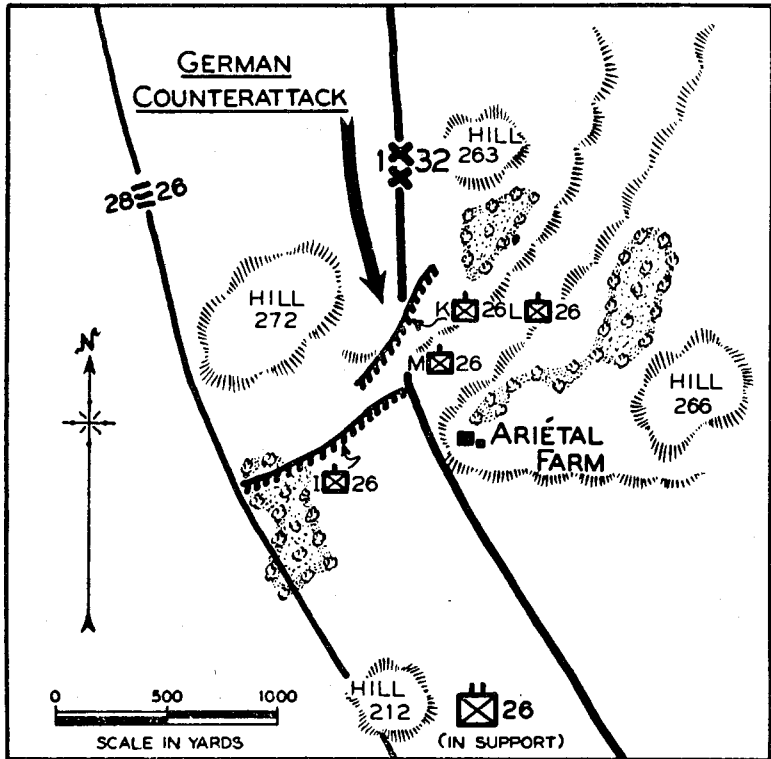 GERMAN
COUNTERATTACK
1 32
HILL
263
28 26
HILL
272
K 26 L 26
M 26
HILL
266
ARIÉTAL
FARM
I 26
N
HILL
212
26
(IN SUPPORT)
0 500 1000
SCALE IN YARDS